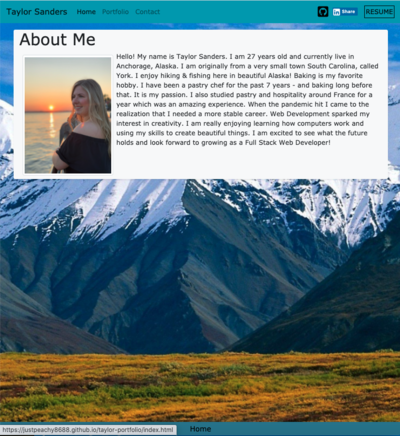 Taylor Sanders Home Portfolio Contact in Share RESUME
About Me
Hello! My name is Taylor Sanders. I am 27 years old and currently live in
Anchorage, Alaska. I am originally from a very small town South Carolina, called
York. I enjoy hiking & fishing here in beautiful Alaska! Baking is my favorite
hobby. I have been a pastry chef for the past 7 years - and baking long before
that. It is my passion. I also studied pastry and hospitality around France for a
year which was an amazing experience. When the pandemic hit I came to the
realization that I needed a more stable career. Web Development sparked my
interest in creativity. I am really enjoying learning how computers work and
using my skills to create beautiful things. I am excited to see what the future
holds and look forward to growing as a Full Stack Web Developer!
https://justpeachy8688.github.io/taylor-portfolio/index.html Home